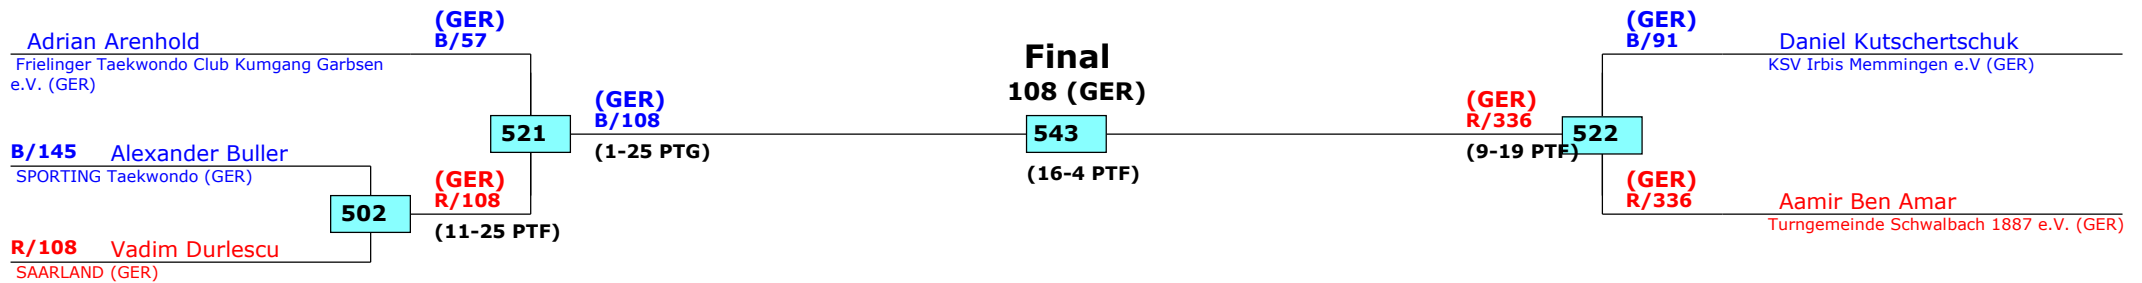 (GER)
B/57
Adrian Arenhold
Frielinger Taekwondo Club Kumgang Garbsen
e.V. (GER)
521
(GER)
B/108
(1-25 PTG)
B/145 Alexander Buller
SPORTING Taekwondo (GER)
502
(GER)
R/108
(11-25 PTF)
R/108 Vadim Durlescu
SAARLAND (GER)
Final
108 (GER)
543
(16-4 PTF)
(GER)
R/336
(9-19 PTF)
522
(GER)
B/91
Daniel Kutschertschuk
KSV Irbis Memmingen e.V (GER)
(GER)
R/336
Aamir Ben Amar
Turngemeinde Schwalbach 1887 e.V. (GER)